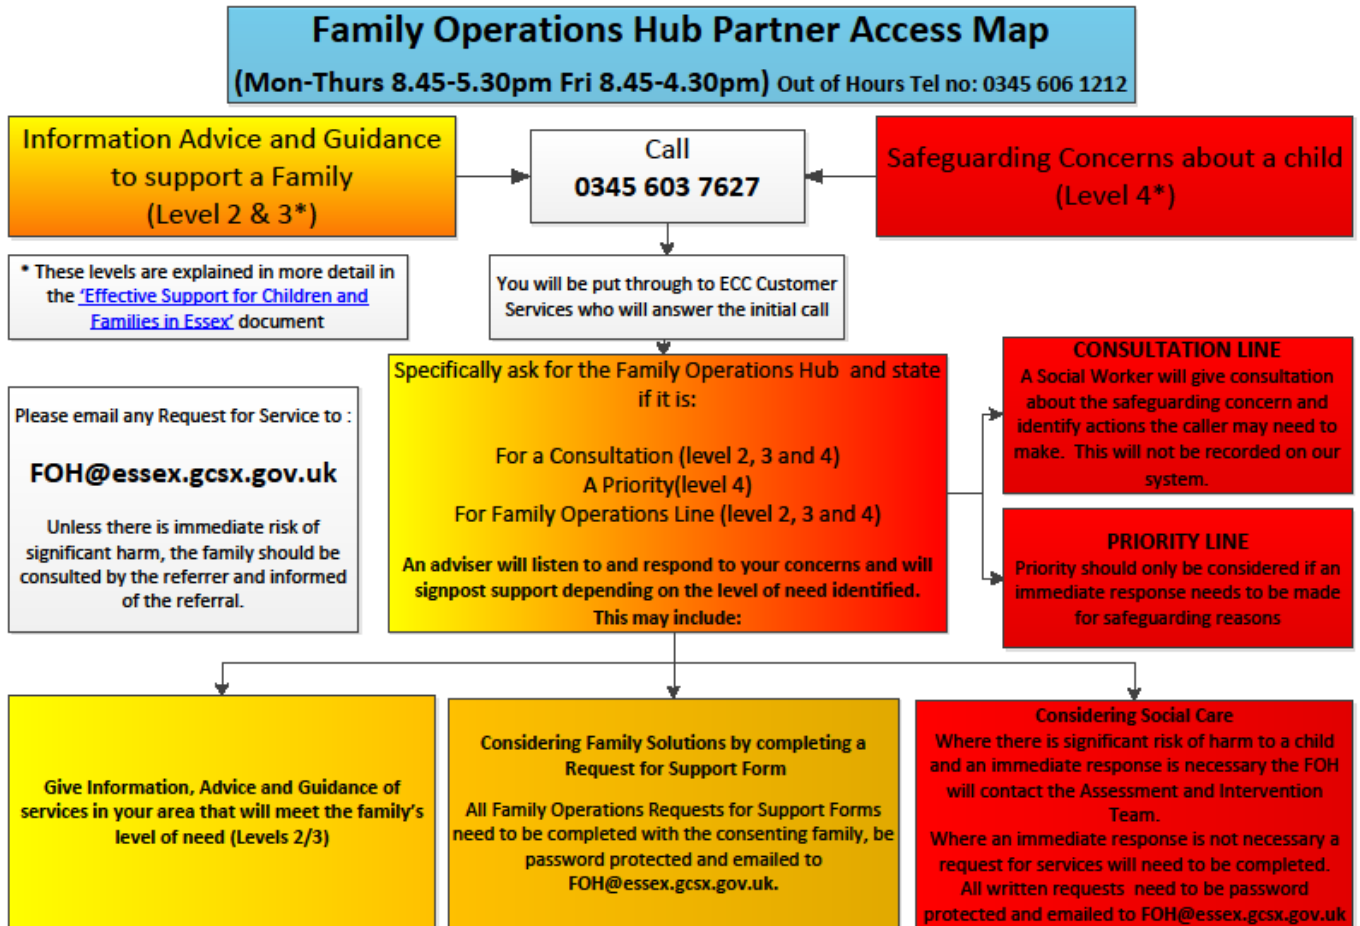 Family Operations Hub Partner Access Map
(Mon-Thurs 8.45-5.30pm Fri 8.45-4.30pm) Out of Hours Tel no: 0345 606 1212
Information Advice and Guidance
to support a Family
(Level 2 & 3*)
Call
0345 603 7627
Safeguarding Concerns about a child
(Level 4*)
* These levels are explained in more detail in
the 'Effective Support for Children and
Families in Essex' document
You will be put through to ECC Customer
Services who will answer the initial call
Please email any Request for Service to :
FOH@essex.gcsx.gov.uk
Unless there is immediate risk of
significant harm, the family should be
consulted by the referrer and informed
of the referral.
Specifically ask for the Family Operations Hub and state
if it is:
For a Consultation (level 2, 3 and 4)
A Priority(level 4)
For Family Operations Line (level 2, 3 and 4)
An adviser will listen to and respond to your concerns and will
signpost support depending on the level of need identified.
This may include:
CONSULTATION LINE
A Social Worker will give consultation
about the safeguarding concern and
identify actions the caller may need to
make. This will not be recorded on our
system.
PRIORITY LINE
Priority should only be considered if an
immediate response needs to be made
for safeguarding reasons
Give Information, Advice and Guidance of
services in your area that will meet the family's
level of need (Levels 2/3)
Considering Family Solutions by completing a
Request for Support Form
All Family Operations Requests for Support Forms
need to be completed with the consenting family, be
password protected and emailed to
FOH@essex.gcsx.gov.uk.
Considering Social Care
Where there is significant risk of harm to a child
and an immediate response is necessary the FOH
will contact the Assessment and Intervention
Team.
Where an immediate response is not necessary a
request for services will need to be completed.
All written requests need to be password
protected and emailed to FOH@essex.gcsx.gov.uk